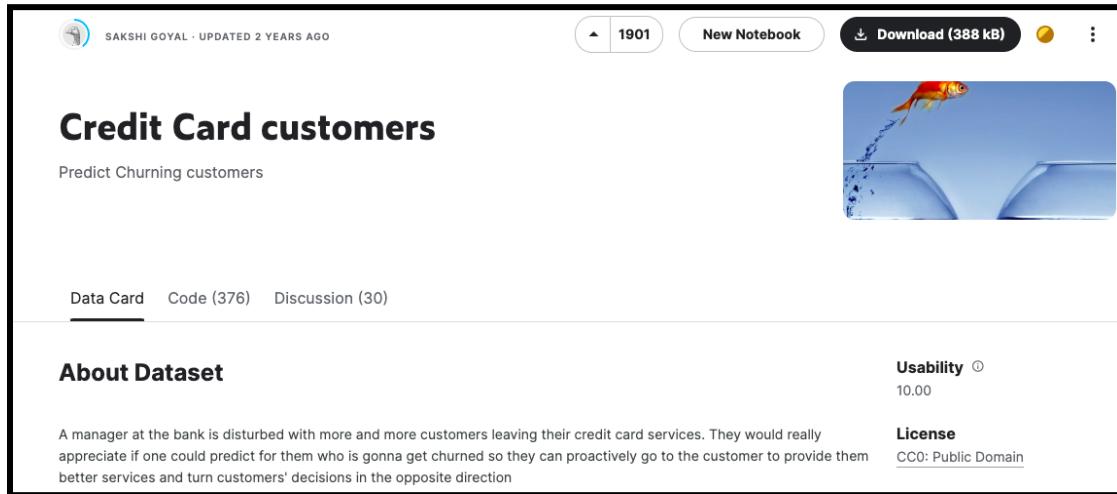 SAKSHI GOYAL · UPDATED 2 YEARS AGO
1901
New Notebook
Download (388 kB)
Credit Card customers
Predict Churning customers
Data Card
Code (376)
Discussion (30)
About Dataset
A manager at the bank is disturbed with more and more customers leaving their credit card services. They would really
appreciate if one could predict for them who is gonna get churned so they can proactively go to the customer to provide them
better services and turn customers' decisions in the opposite direction
Usability
10.00
License
CC0: Public Domain